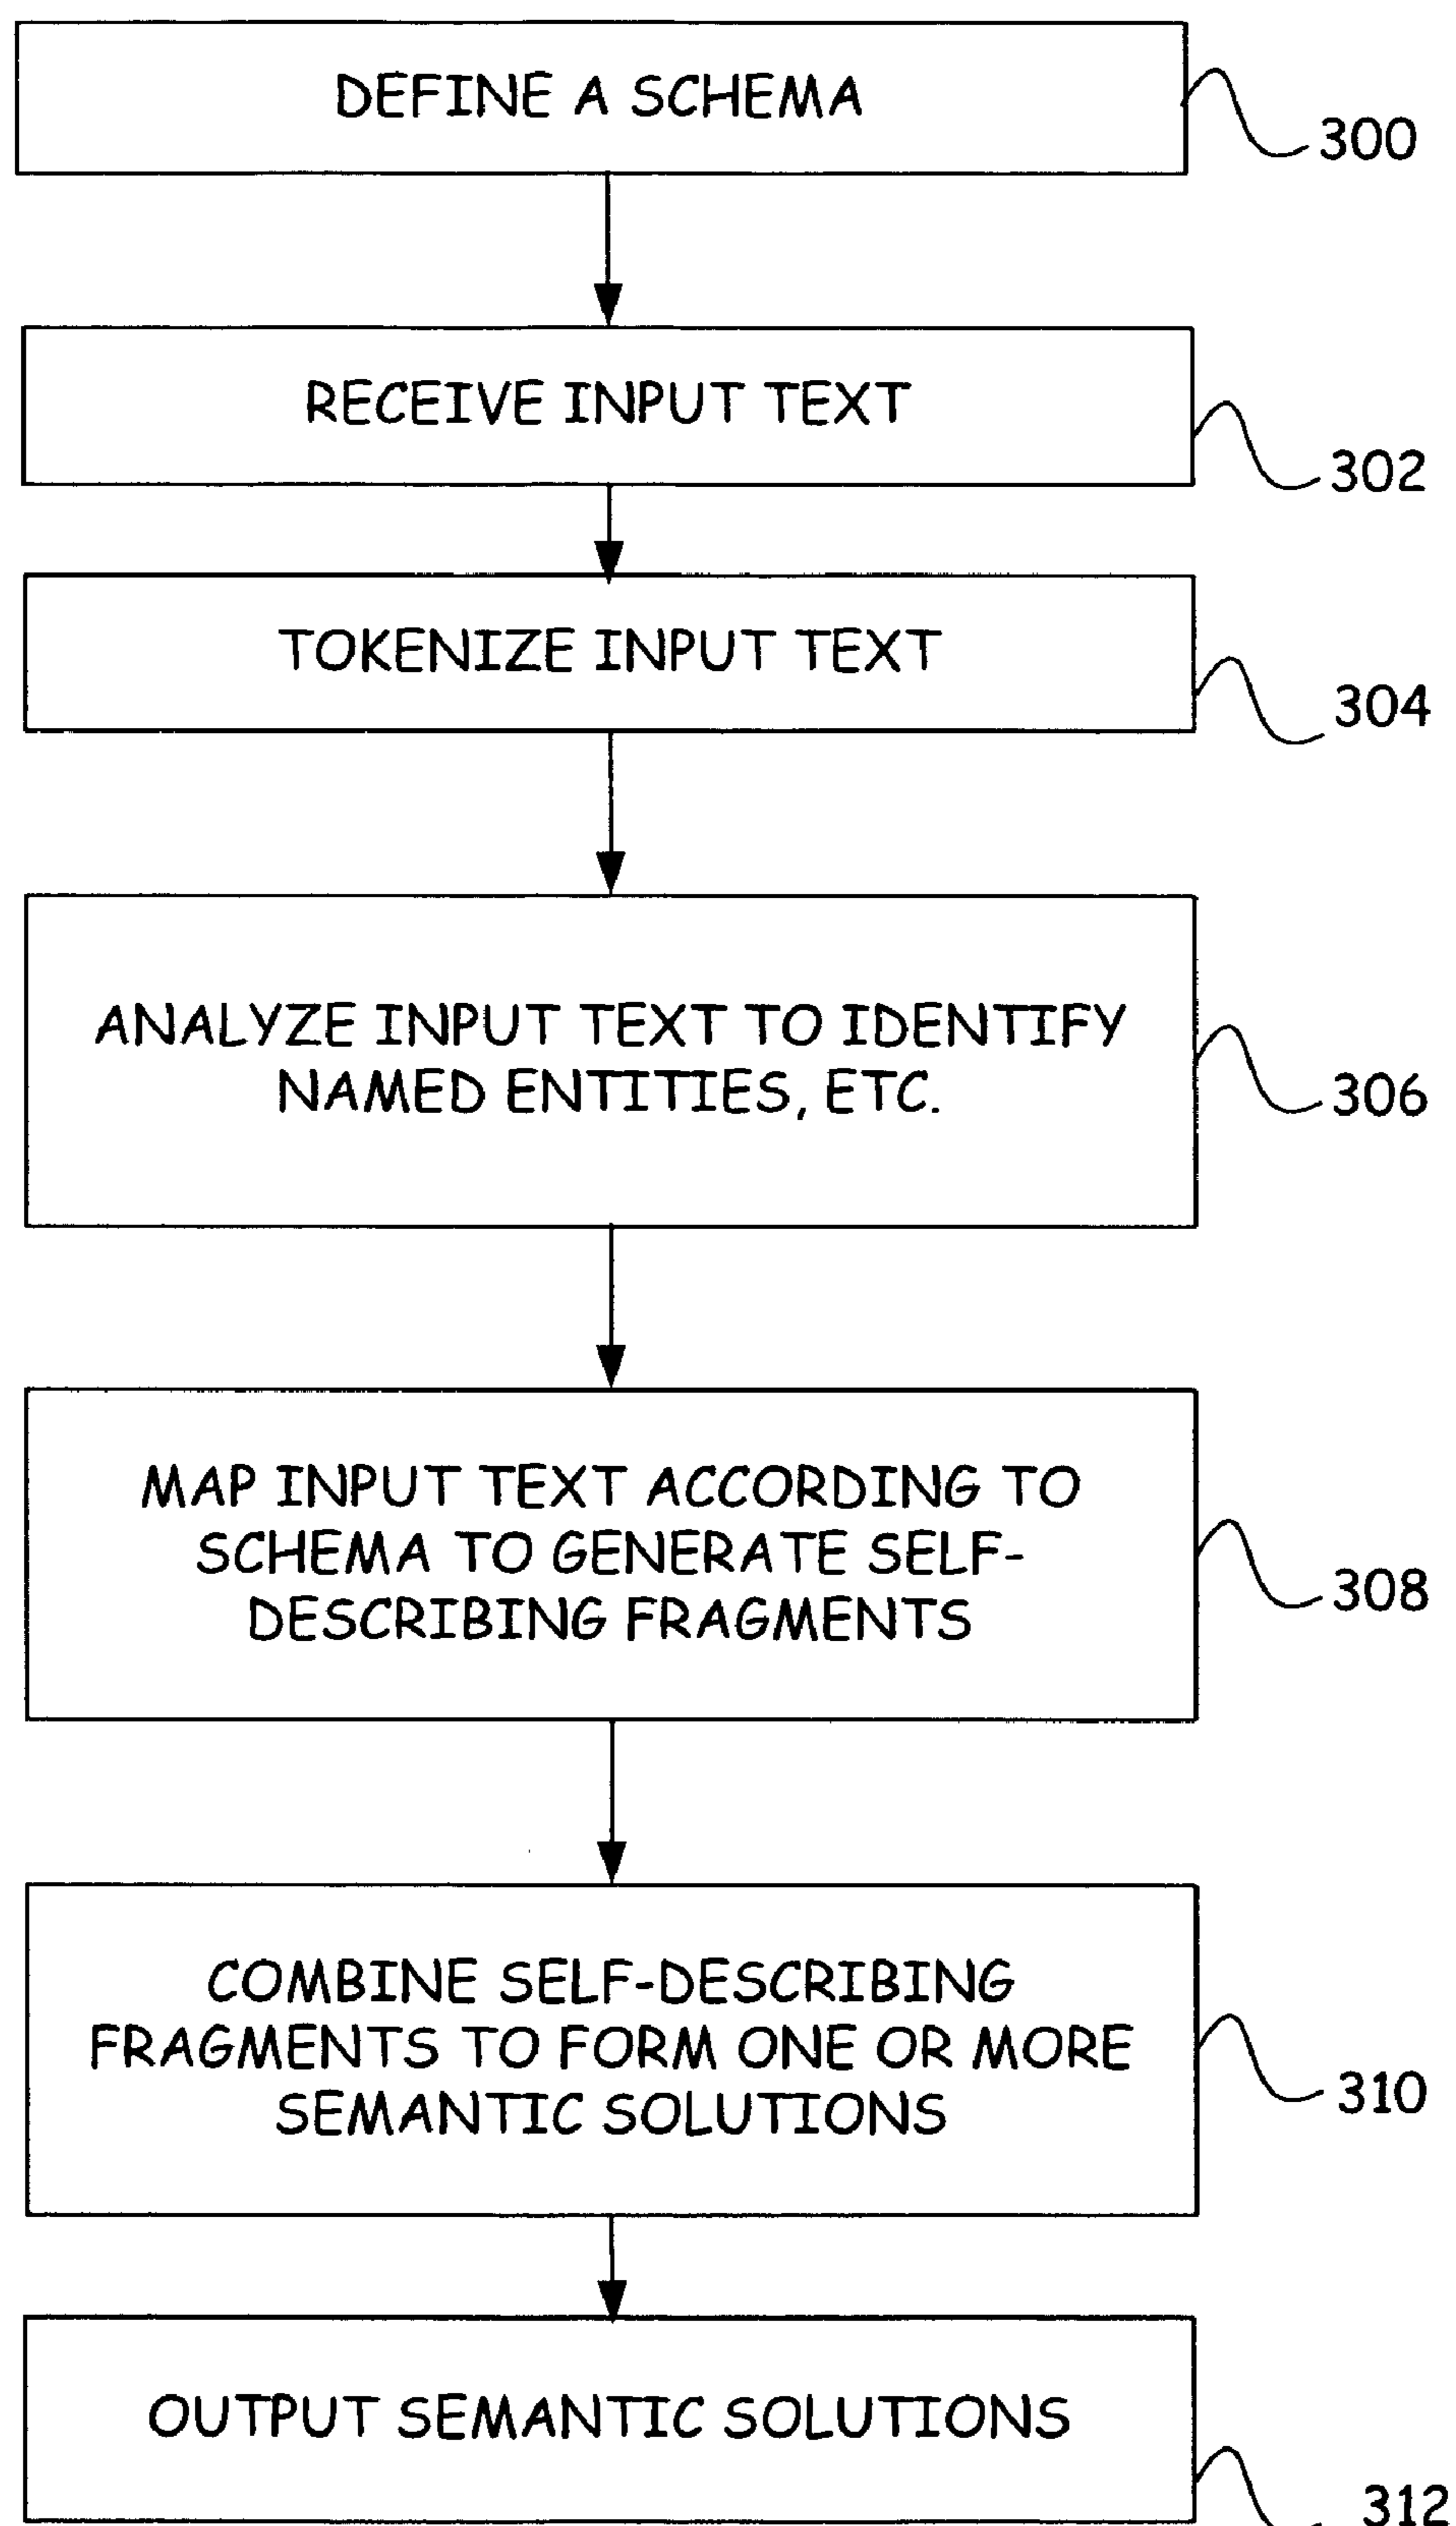 DEFINE A SCHEMA
300
RECEIVE INPUT TEXT
302
TOKENIZE INPUT TEXT
304
ANALYZE INPUT TEXT TO IDENTIFY
NAMED ENTITIES, ETC.
306
MAP INPUT TEXT ACCORDING TO
SCHEMA TO GENERATE SELF-
DESCRIBING FRAGMENTS
308
COMBINE SELF-DESCRIBING
FRAGMENTS TO FORM ONE OR MORE
SEMANTIC SOLUTIONS
310
OUTPUT SEMANTIC SOLUTIONS
312